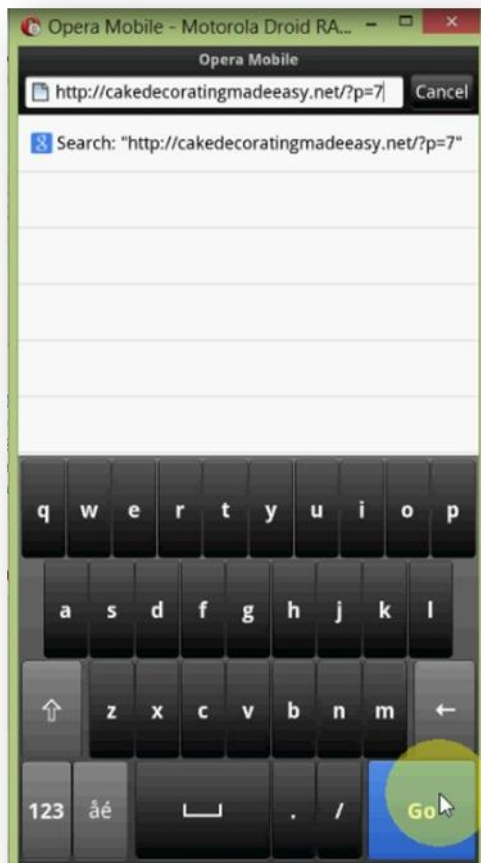 Opera Mobile - Motorola Droid RA...
Opera Mobile
http://cakedecoratingmadeeasy.net/?p=7 Cancel
8 Search: "http://cakedecoratingmadeeasy.net/?p=7"
q w e r t y u i o p
a s d f g h j k l
z x c v b n m
123 åé . / Go